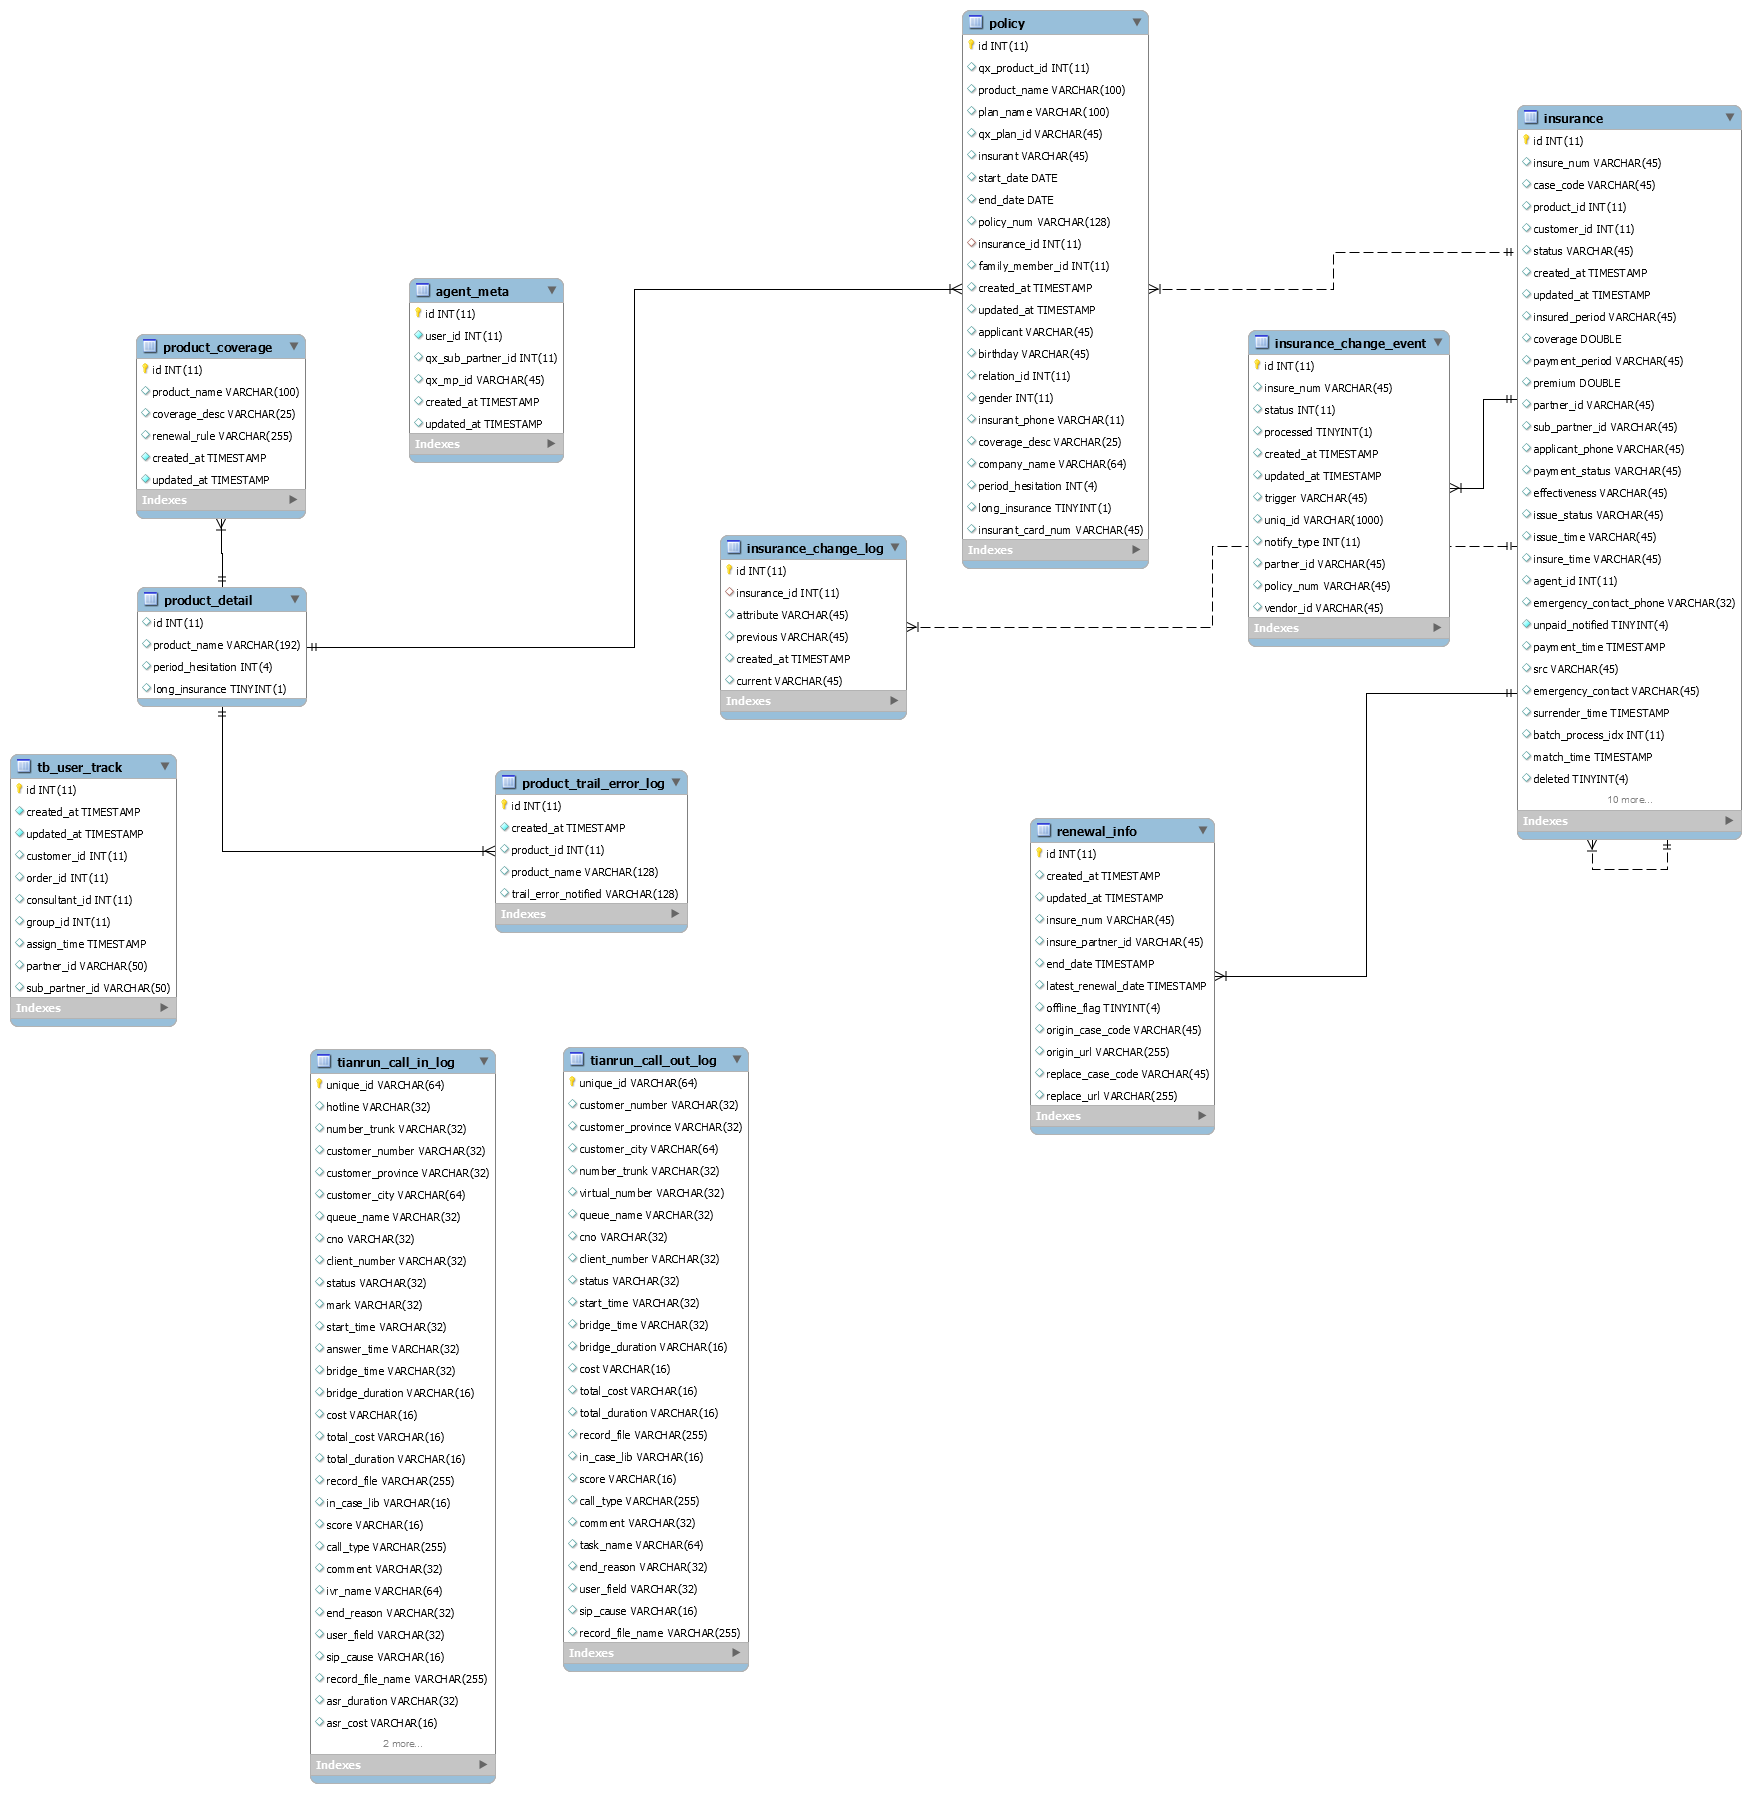 policy
id INT(11)
qx_product_id INT(11)
product_name VARCHAR(100)
plan_name VARCHAR(100)
qx_plan_id VARCHAR(45)
insurant VARCHAR(45)
start_date DATE
end_date DATE
policy_num VARCHAR(128)
insurance_id INT(11)
family_member_id INT(11)
created_at TIMESTAMP
updated_at TIMESTAMP
applicant VARCHAR(45)
birthday VARCHAR(45)
relation_id INT(11)
gender INT(11)
insurant_phone VARCHAR(11)
coverage_desc VARCHAR(25)
company_name VARCHAR(64)
period_hesitation INT(4)
long_insurance TINYINT(1)
insurant_card_num VARCHAR(45)
Indexes
insurance
id INT(11)
insure_num VARCHAR(45)
case_code VARCHAR(45)
product_id INT(11)
customer_id INT(11)
status VARCHAR(45)
created_at TIMESTAMP
updated_at TIMESTAMP
insured_period VARCHAR(45)
coverage DOUBLE
payment_period VARCHAR(45)
premium DOUBLE
partner_id VARCHAR(45)
sub_partner_id VARCHAR(45)
applicant_phone VARCHAR(45)
payment_status VARCHAR(45)
effectiveness VARCHAR(45)
issue_status VARCHAR(45)
issue_time VARCHAR(45)
insure_time VARCHAR(45)
agent_id INT(11)
emergency_contact_phone VARCHAR(32)
unpaid_notified TINYINT(4)
payment_time TIMESTAMP
src VARCHAR(45)
emergency_contact VARCHAR(45)
surrender_time TIMESTAMP
batch_process_idx INT(11)
match_time TIMESTAMP
deleted TINYINT(4)
10 more...
Indexes
agent_meta
id INT(11)
user_id INT(11)
qx_sub_partner_id INT(11)
qx_mp_id VARCHAR(45)
created_at TIMESTAMP
updated_at TIMESTAMP
Indexes
product_coverage
id INT(11)
product_name VARCHAR(100)
coverage_desc VARCHAR(25)
renewal_rule VARCHAR(255)
created_at TIMESTAMP
updated_at TIMESTAMP
Indexes
insurance_change_event
id INT(11)
insure_num VARCHAR(45)
status INT(11)
processed TINYINT(1)
created_at TIMESTAMP
updated_at TIMESTAMP
trigger VARCHAR(45)
uniq_id VARCHAR(1000)
notify_type INT(11)
partner_id VARCHAR(45)
policy_num VARCHAR(45)
vendor_id VARCHAR(45)
Indexes
insurance_change_log
id INT(11)
insurance_id INT(11)
attribute VARCHAR(45)
previous VARCHAR(45)
created_at TIMESTAMP
current VARCHAR(45)
Indexes
product_detail
id INT(11)
product_name VARCHAR(192)
period_hesitation INT(4)
long_insurance TINYINT(1)
tb_user_track
id INT(11)
created_at TIMESTAMP
updated_at TIMESTAMP
customer_id INT(11)
order_id INT(11)
consultant_id INT(11)
group_id INT(11)
assign_time TIMESTAMP
partner_id VARCHAR(50)
sub_partner_id VARCHAR(50)
Indexes
product_trail_error_log
id INT(11)
created_at TIMESTAMP
product_id INT(11)
product_name VARCHAR(128)
trail_error_notified VARCHAR(128)
Indexes
renewal_info
id INT(11)
created_at TIMESTAMP
updated_at TIMESTAMP
insure_num VARCHAR(45)
insure_partner_id VARCHAR(45)
end_date TIMESTAMP
latest_renewal_date TIMESTAMP
offline_flag TINYINT(4)
origin_case_code VARCHAR(45)
origin_url VARCHAR(255)
replace_case_code VARCHAR(45)
replace_url VARCHAR(255)
Indexes
tianrun_call_in_log
unique_id VARCHAR(64)
hotline VARCHAR(32)
number_trunk VARCHAR(32)
customer_number VARCHAR(32)
customer_province VARCHAR(32)
customer_city VARCHAR(64)
queue_name VARCHAR(32)
cno VARCHAR(32)
client_number VARCHAR(32)
status VARCHAR(32)
mark VARCHAR(32)
start_time VARCHAR(32)
answer_time VARCHAR(32)
bridge_time VARCHAR(32)
bridge_duration VARCHAR(16)
cost VARCHAR(16)
total_cost VARCHAR(16)
total_duration VARCHAR(16)
record_file VARCHAR(255)
in_case_lib VARCHAR(16)
score VARCHAR(16)
call_type VARCHAR(255)
comment VARCHAR(32)
ivr_name VARCHAR(64)
end_reason VARCHAR(32)
user_field VARCHAR(32)
sip_cause VARCHAR(16)
record_file_name VARCHAR(255)
asr_duration VARCHAR(32)
asr_cost VARCHAR(16)
2 more...
Indexes
tianrun_call_out_log
unique_id VARCHAR(64)
customer_number VARCHAR(32)
customer_province VARCHAR(32)
customer_city VARCHAR(64)
number_trunk VARCHAR(32)
virtual_number VARCHAR(32)
queue_name VARCHAR(32)
cno VARCHAR(32)
client_number VARCHAR(32)
status VARCHAR(32)
start_time VARCHAR(32)
bridge_time VARCHAR(32)
bridge_duration VARCHAR(16)
cost VARCHAR(16)
total_cost VARCHAR(16)
total_duration VARCHAR(16)
record_file VARCHAR(255)
in_case_lib VARCHAR(16)
score VARCHAR(16)
call_type VARCHAR(255)
comment VARCHAR(32)
task_name VARCHAR(64)
end_reason VARCHAR(32)
user_field VARCHAR(32)
sip_cause VARCHAR(16)
record_file_name VARCHAR(255)
Indexes